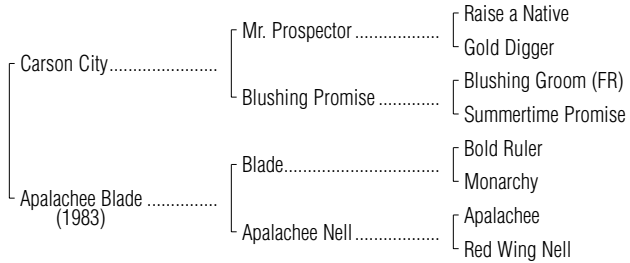 Raise a Native
Mr. Prospector ...................
Gold Digger
Carson City........................
Blushing Groom (FR)
Blushing Promise .............
Summertime Promise
Bold Ruler
Blade...................................
Monarchy
Apalachee Blade ................
(1983)
Apalachee
Apalachee Nell ...................
Red Wing Nell